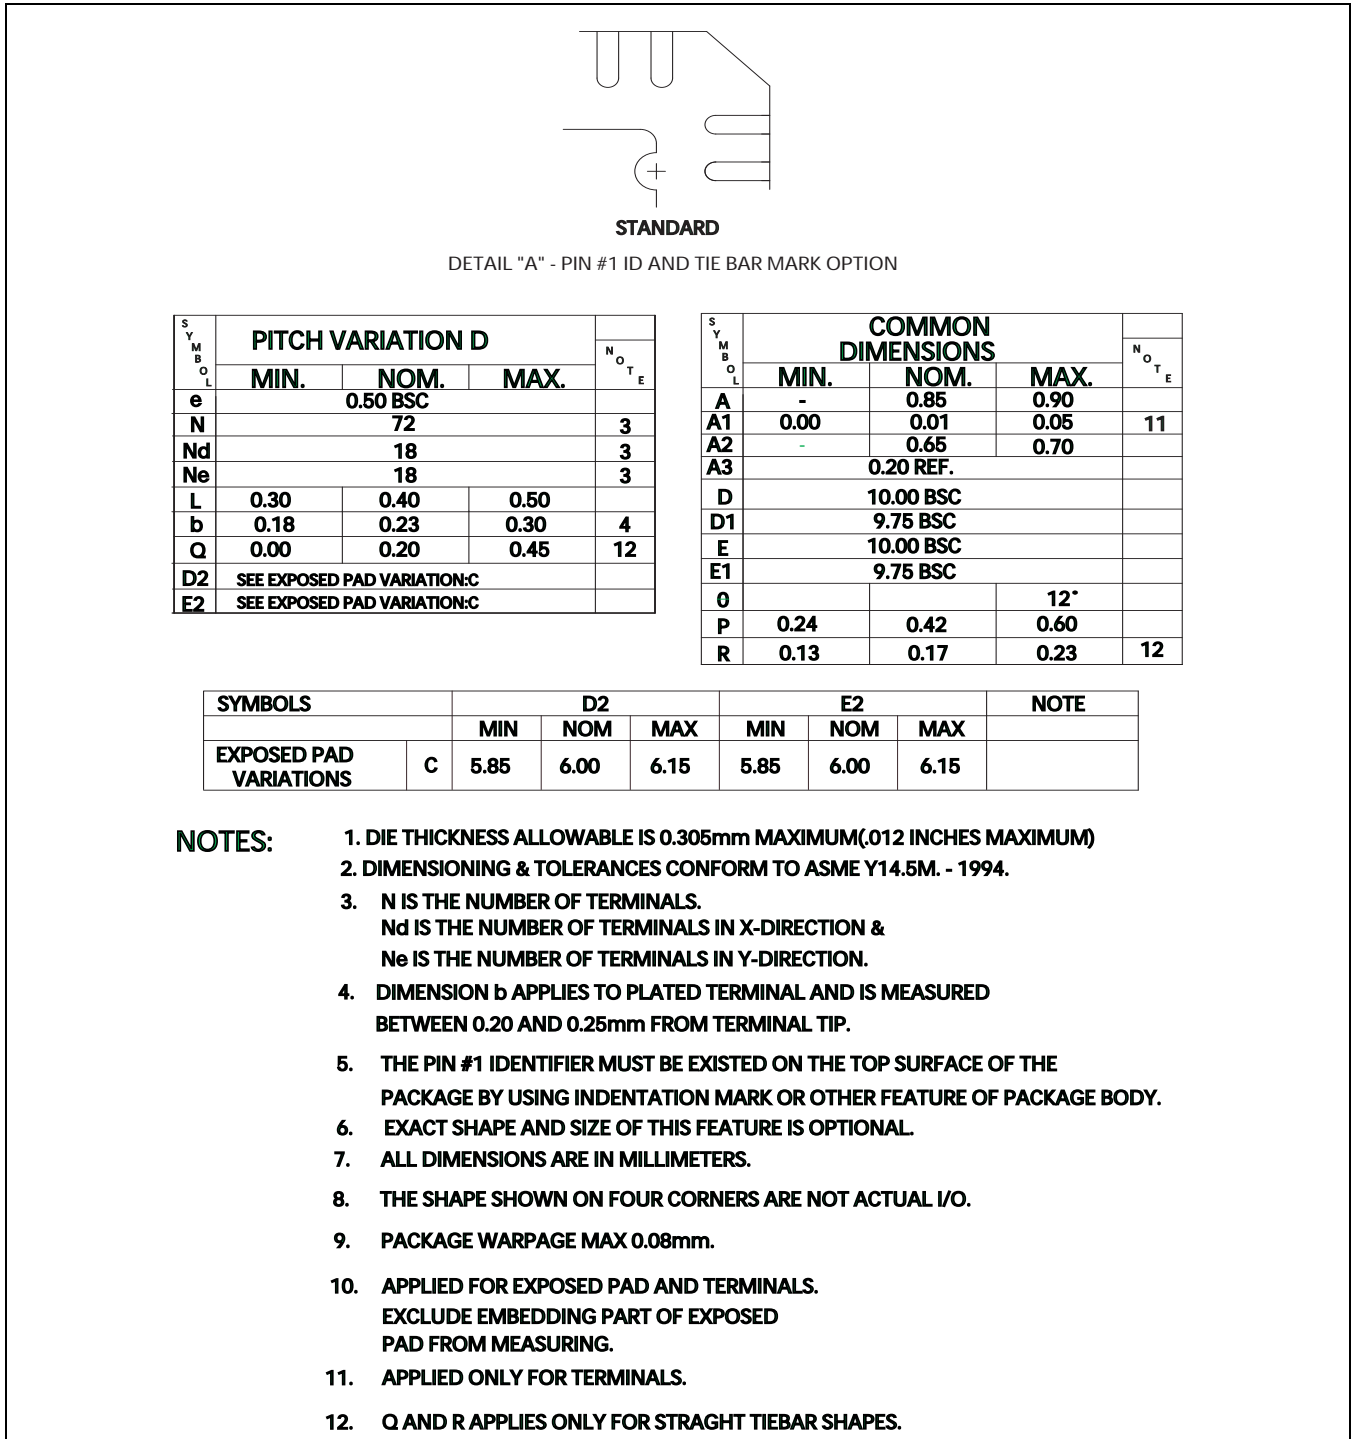 STANDARD
DETAIL "A" - PIN #1 ID AND TIE BAR MARK OPTION
SYMBOL PITCH VARIATION D NOTE
MIN. NOM. MAX.
e 0.50 BSC
N 72 3
Nd 18 3
Ne 18 3
L 0.30 0.40 0.50
b 0.18 0.23 0.30 4
Q 0.00 0.20 0.45 12
D2 SEE EXPOSED PAD VARIATION:C
E2 SEE EXPOSED PAD VARIATION:C
SYMBOL COMMON NOTE
DIMENSIONS
MIN. NOM. MAX.
A - 0.85 0.90
A1 0.00 0.01 0.05 11
A2 - 0.65 0.70
A3 0.20 REF.
D 10.00 BSC
D1 9.75 BSC
E 10.00 BSC
E1 9.75 BSC
θ 12°
P 0.24 0.42 0.60
R 0.13 0.17 0.23 12
SYMBOLS D2 E2 NOTE
MIN NOM MAX MIN NOM MAX
EXPOSED PAD
VARIATIONS C 5.85 6.00 6.15 5.85 6.00 6.15
NOTES: 1. DIE THICKNESS ALLOWABLE IS 0.305mm MAXIMUM(.012 INCHES MAXIMUM)
2. DIMENSIONING & TOLERANCES CONFORM TO ASME Y14.5M. - 1994.
3. N IS THE NUMBER OF TERMINALS.
Nd IS THE NUMBER OF TERMINALS IN X-DIRECTION &
Ne IS THE NUMBER OF TERMINALS IN Y-DIRECTION.
4. DIMENSION b APPLIES TO PLATED TERMINAL AND IS MEASURED
BETWEEN 0.20 AND 0.25mm FROM TERMINAL TIP.
5. THE PIN #1 IDENTIFIER MUST BE EXISTED ON THE TOP SURFACE OF THE
PACKAGE BY USING INDENTATION MARK OR OTHER FEATURE OF PACKAGE BODY.
6. EXACT SHAPE AND SIZE OF THIS FEATURE IS OPTIONAL.
7. ALL DIMENSIONS ARE IN MILLIMETERS.
8. THE SHAPE SHOWN ON FOUR CORNERS ARE NOT ACTUAL I/O.
9. PACKAGE WARPAGE MAX 0.08mm.
10. APPLIED FOR EXPOSED PAD AND TERMINALS.
EXCLUDE EMBEDDING PART OF EXPOSED
PAD FROM MEASURING.
11. APPLIED ONLY FOR TERMINALS.
12. Q AND R APPLIES ONLY FOR STRAGHT TIEBAR SHAPES.